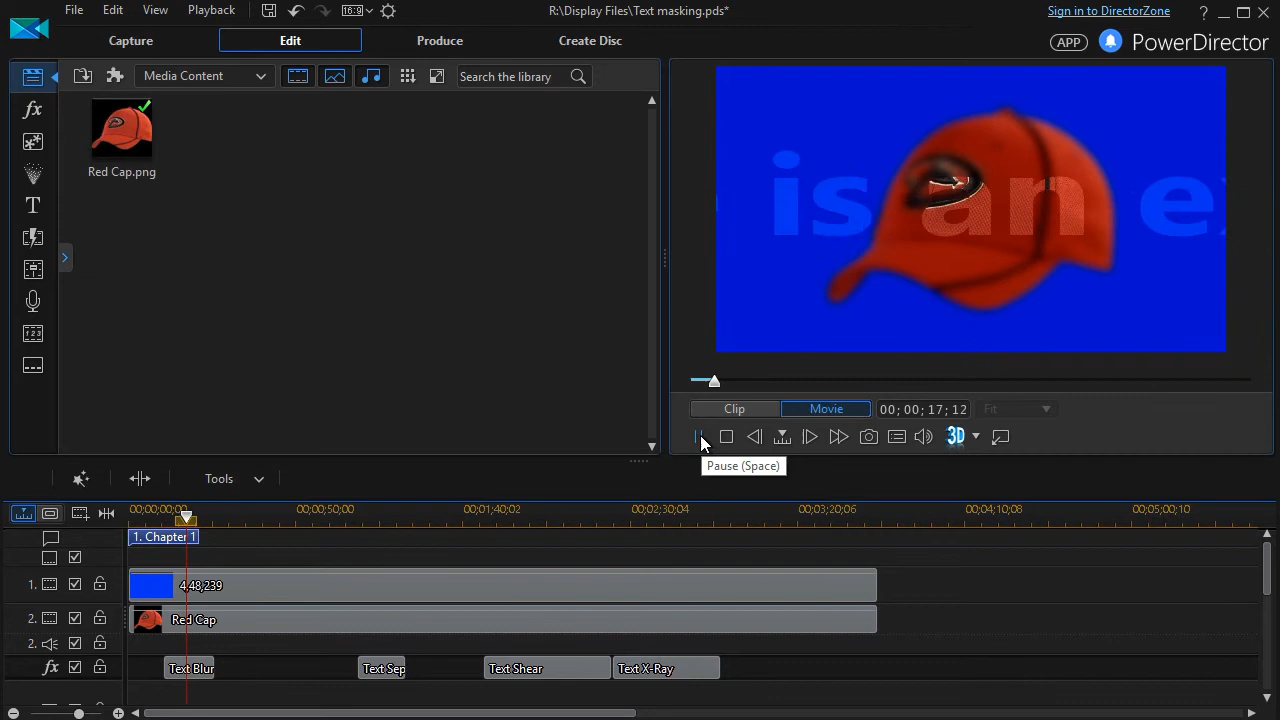 File Edit View Playback 16:9 R:\Display Files\Text masking.pds* Sign in to DirectorZone ?
Capture Edit Produce Create Disc APP PowerDirector
Media Content Search the library
Red Cap.png
is an ex
fx
T
Clip Movie 00; 00; 17; 12 Fit
3D
Pause (Space)
Tools
00;00;00;00 00;00;50;00 00;01;40;02 00;02;30;04 00;03;20;06 00;04;10;08 00;05;00;10
1. Chapter 1
1. 4,48,239
2. Red Cap
2.
fx Text Blur Text Sep Text Shear Text X-Ray